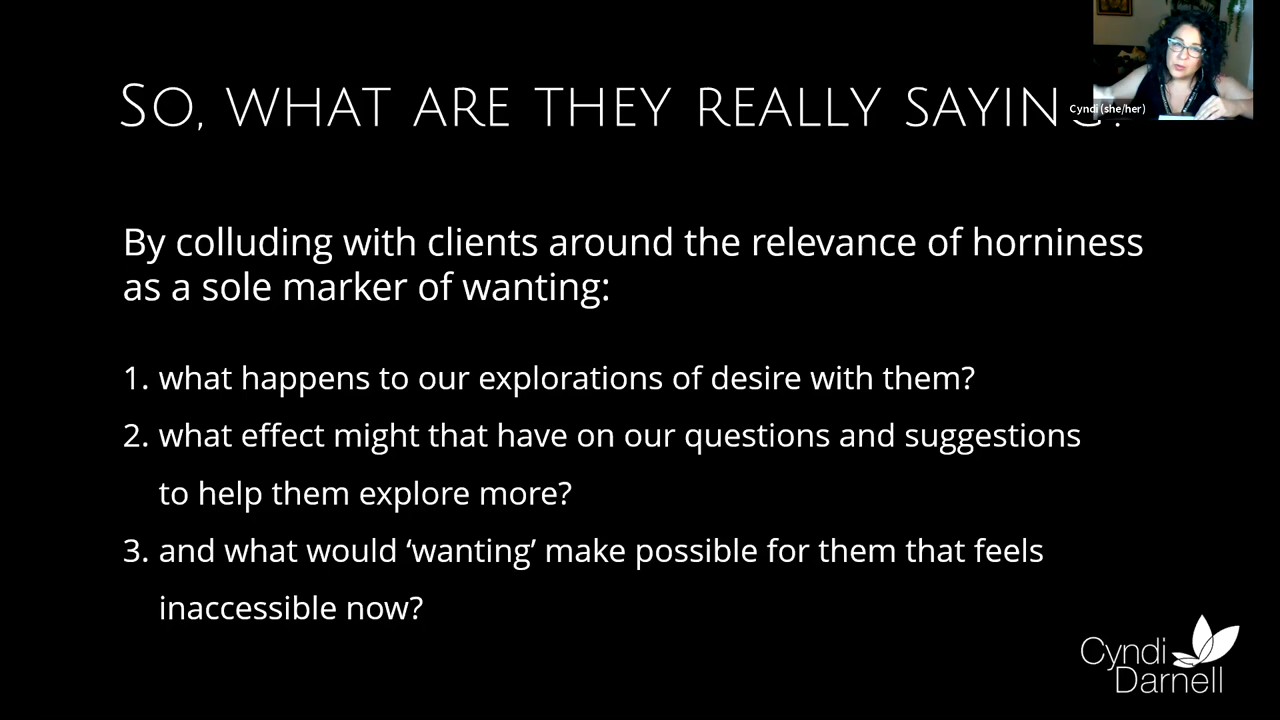 So, what are they really saying?
Cyndi (she/her)
By colluding with clients around the relevance of horniness
as a sole marker of wanting:
1. what happens to our explorations of desire with them?
2. what effect might that have on our questions and suggestions
to help them explore more?
3. and what would ‘wanting’ make possible for them that feels
inaccessible now?
Cyndi
Darnell